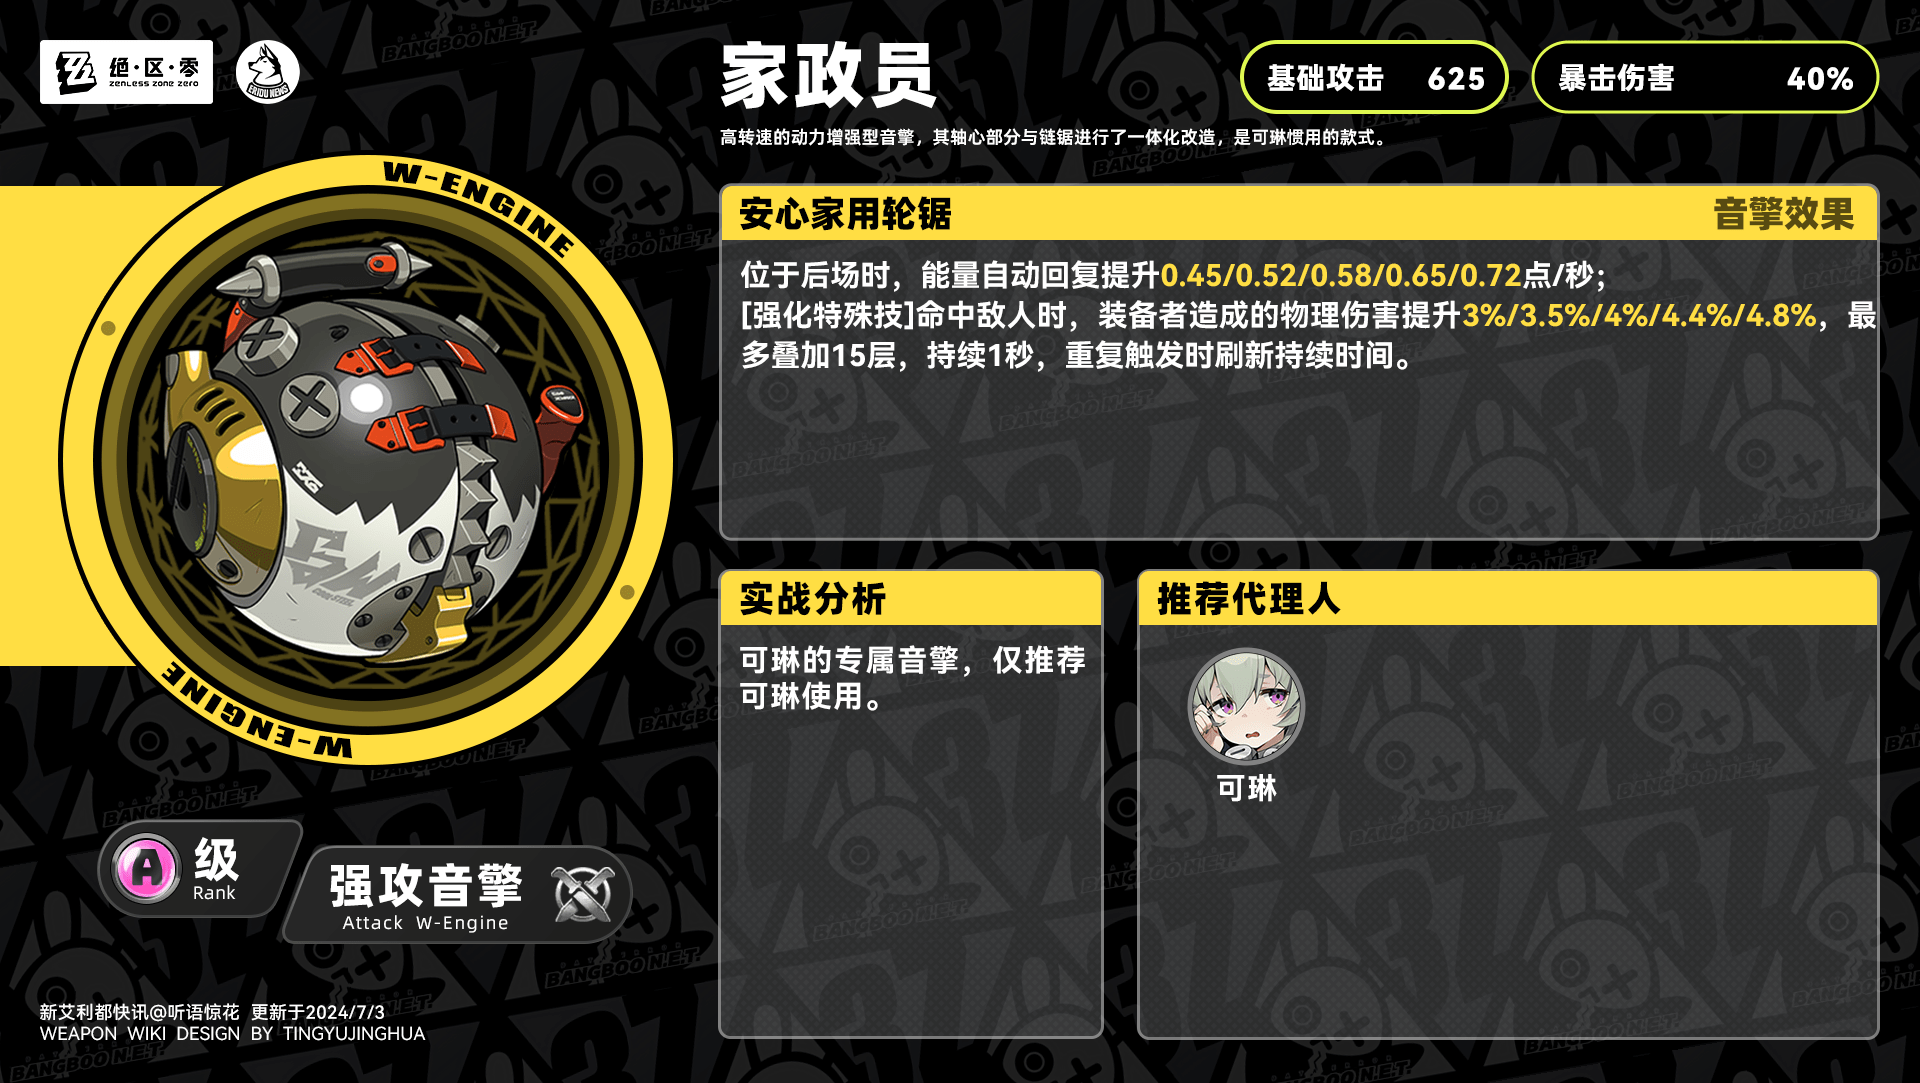 绝·区·零
ZENLESS ZONE ZERO
ERIDU NEWS
家政员
基础攻击 625
暴击伤害 40%
高转速的动力增强型音擎，其轴心部分与链锯进行了一体化改造，是可琳惯用的款式。
W-ENGINE
W-ENGINE
安心家用轮锯
音擎效果
位于后场时，能量自动回复提升0.45/0.52/0.58/0.65/0.72点/秒；
[强化特殊技]命中敌人时，装备者造成的物理伤害提升3%/3.5%/4%/4.4%/4.8%，最
多叠加15层，持续1秒，重复触发时刷新持续时间。
实战分析
可琳的专属音擎，仅推荐
可琳使用。
推荐代理人
可琳
A
级
Rank
强攻音擎
Attack W-Engine
新艾利都快讯@听语惊花 更新于2024/7/3
WEAPON WIKI DESIGN BY TINGYUJINGHUA
BANGBOO N.E.T.